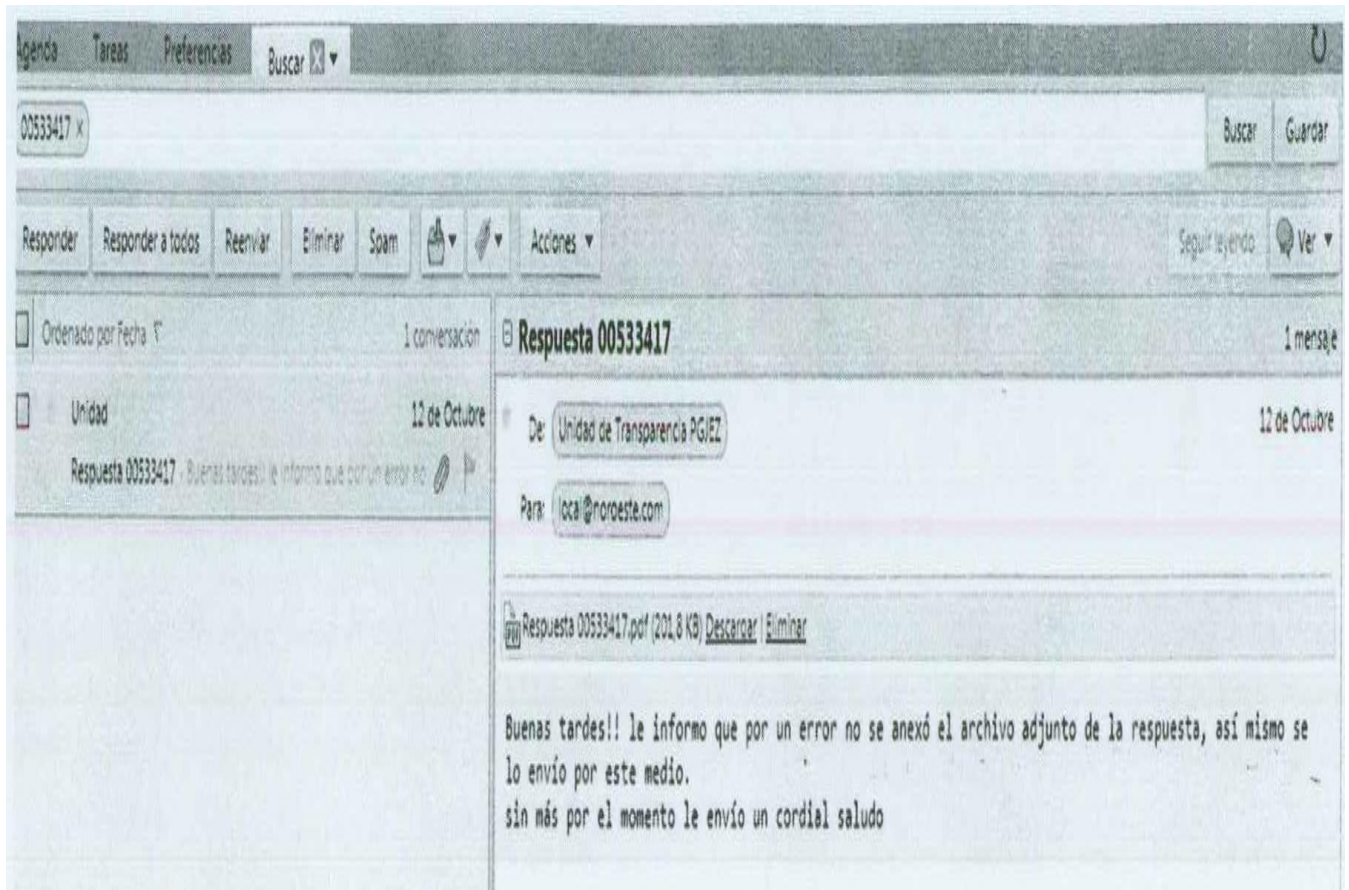 Agenda Tareas Preferencias Buscar
00533417 x
Buscar Guardar
Responder Responder a todos Reenviar Eliminar Spam Acciones Seguir leyendo Ver
Ordenado por Fecha 1 conversación
Unidad 12 de Octubre
Respuesta 00533417 - Buenas tardes!! le informo que por un error no
Respuesta 00533417 1 mensaje
De: Unidad de Transparencia PGJEZ 12 de Octubre
Para: local@noroeste.com
Respuesta 00533417.pdf (201,8 KB) Descargar | Eliminar
Buenas tardes!! le informo que por un error no se anexó el archivo adjunto de la respuesta, así mismo se
lo envío por este medio.
sin más por el momento le envío un cordial saludo